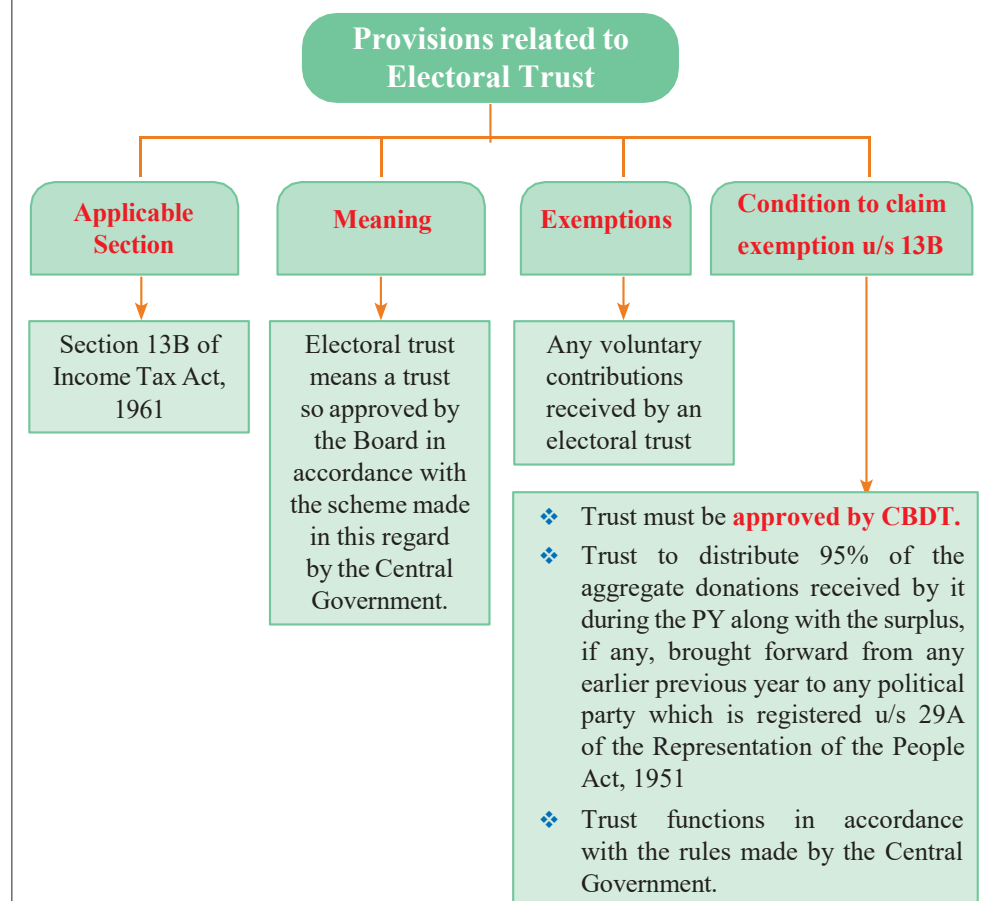 Provisions related to
Electoral Trust
Applicable
Section
Meaning
Exemptions
Condition to claim
exemption u/s 13B
Section 13B of
Income Tax Act,
1961
Electoral trust
means a trust
so approved by
the Board in
accordance with
the scheme made
in this regard
by the Central
Government.
Any voluntary
contributions
received by an
electoral trust
❖ Trust must be approved by CBDT.
❖ Trust to distribute 95% of the
aggregate donations received by it
during the PY along with the surplus,
if any, brought forward from any
earlier previous year to any political
party which is registered u/s 29A
of the Representation of the People
Act, 1951
❖ Trust functions in accordance
with the rules made by the Central
Government.